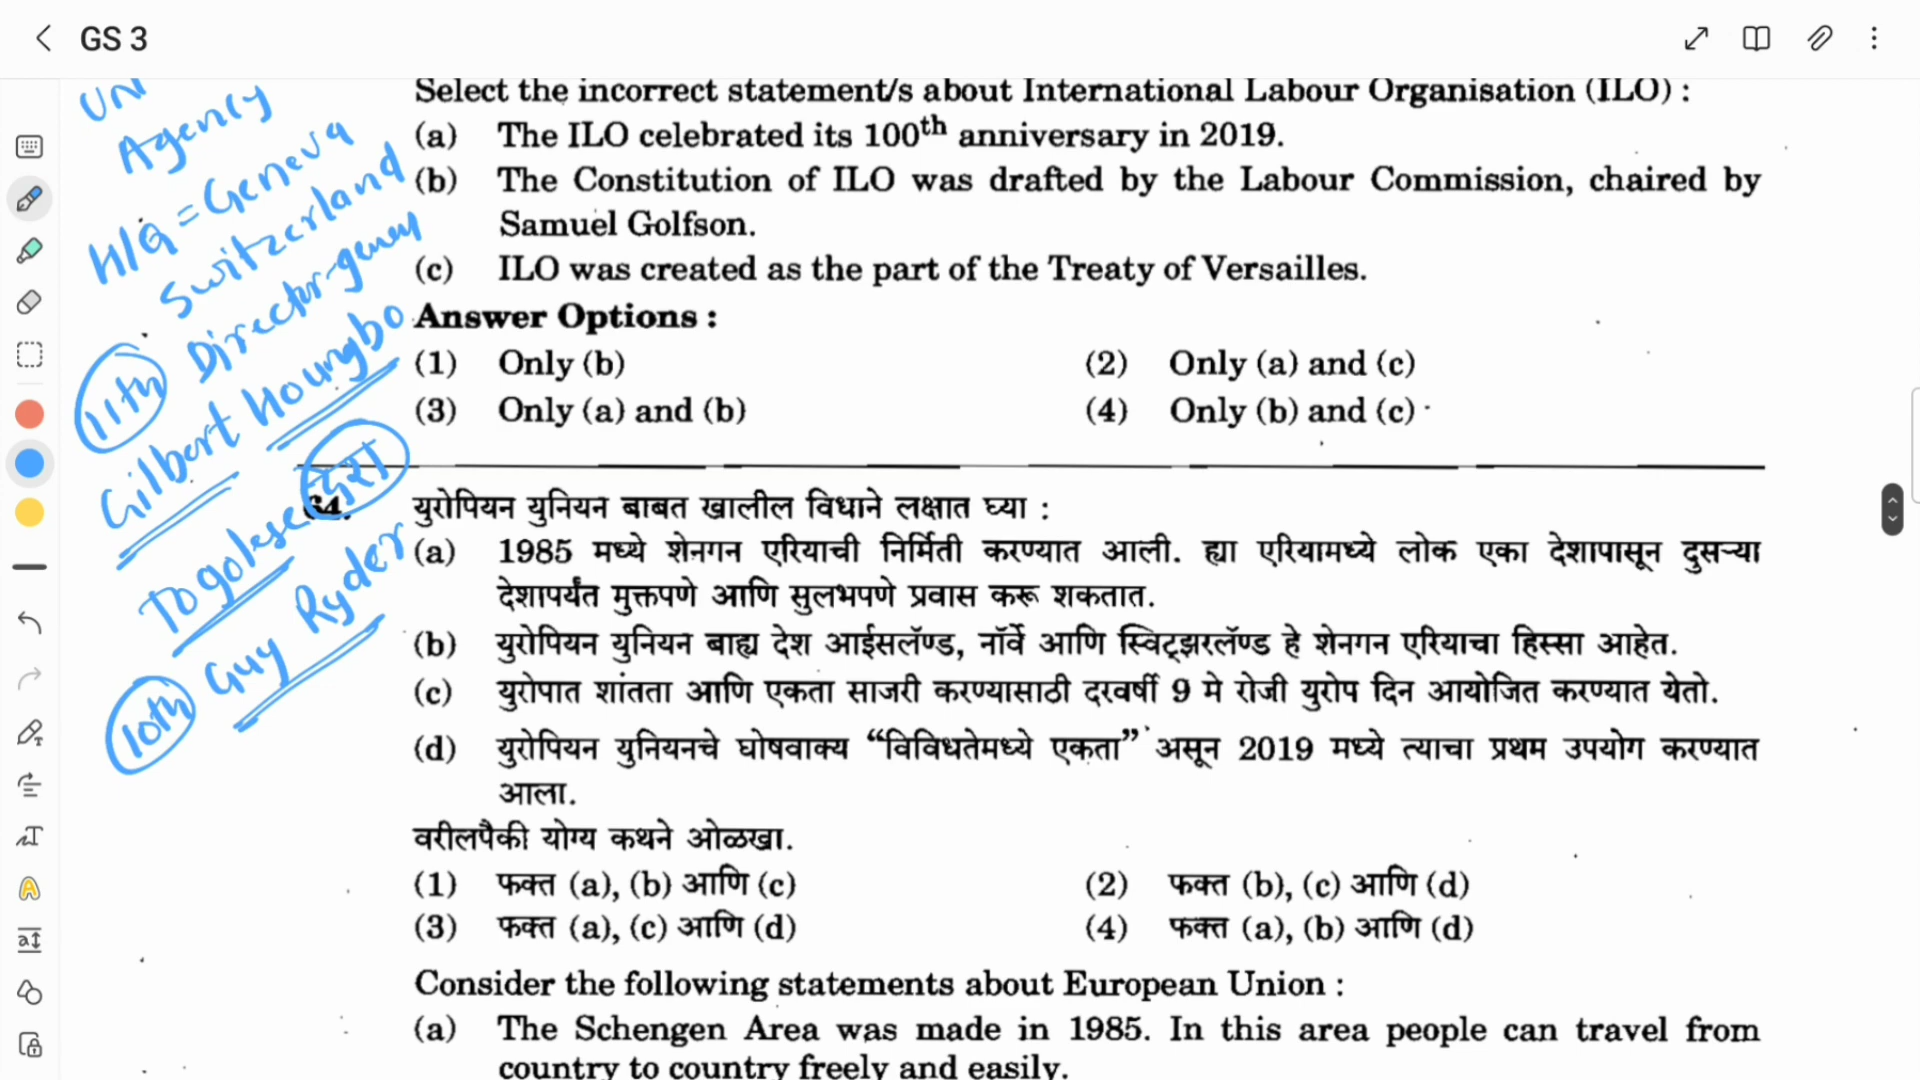 GS 3
UN
Agency
H/Q = Geneva
Switzerland
Director-general
11th
Gilbert Houngbo
Togolese
10th Guy Ryder
Select the incorrect statement/s about International Labour Organisation (ILO) :
(a) The ILO celebrated its 100th anniversary in 2019.
(b) The Constitution of ILO was drafted by the Labour Commission, chaired by
Samuel Golfson.
(c) ILO was created as the part of the Treaty of Versailles.
Answer Options :
(1) Only (b) (2) Only (a) and (c)
(3) Only (a) and (b) (4) Only (b) and (c)
64. युरोपियन युनियन बाबत खालील विधाने लक्षात घ्या :
(a) 1985 मध्ये शेनगन एरियाची निर्मिती करण्यात आली. ह्या एरियामध्ये लोक एका देशापासून दुसऱ्या
देशापर्यंत मुक्तपणे आणि सुलभपणे प्रवास करू शकतात.
(b) युरोपियन युनियन बाह्य देश आईसलॅण्ड, नॉर्वे आणि स्विट्झरलॅण्ड हे शेनगन एरियाचा हिस्सा आहेत.
(c) युरोपात शांतता आणि एकता साजरी करण्यासाठी दरवर्षी 9 मे रोजी युरोप दिन आयोजित करण्यात येतो.
(d) युरोपियन युनियनचे घोषवाक्य “विविधतेमध्ये एकता” असून 2019 मध्ये त्याचा प्रथम उपयोग करण्यात
आला.
वरीलपैकी योग्य कथने ओळखा.
(1) फक्त (a), (b) आणि (c) (2) फक्त (b), (c) आणि (d)
(3) फक्त (a), (c) आणि (d) (4) फक्त (a), (b) आणि (d)
Consider the following statements about European Union :
(a) The Schengen Area was made in 1985. In this area people can travel from
country to country freely and easily.